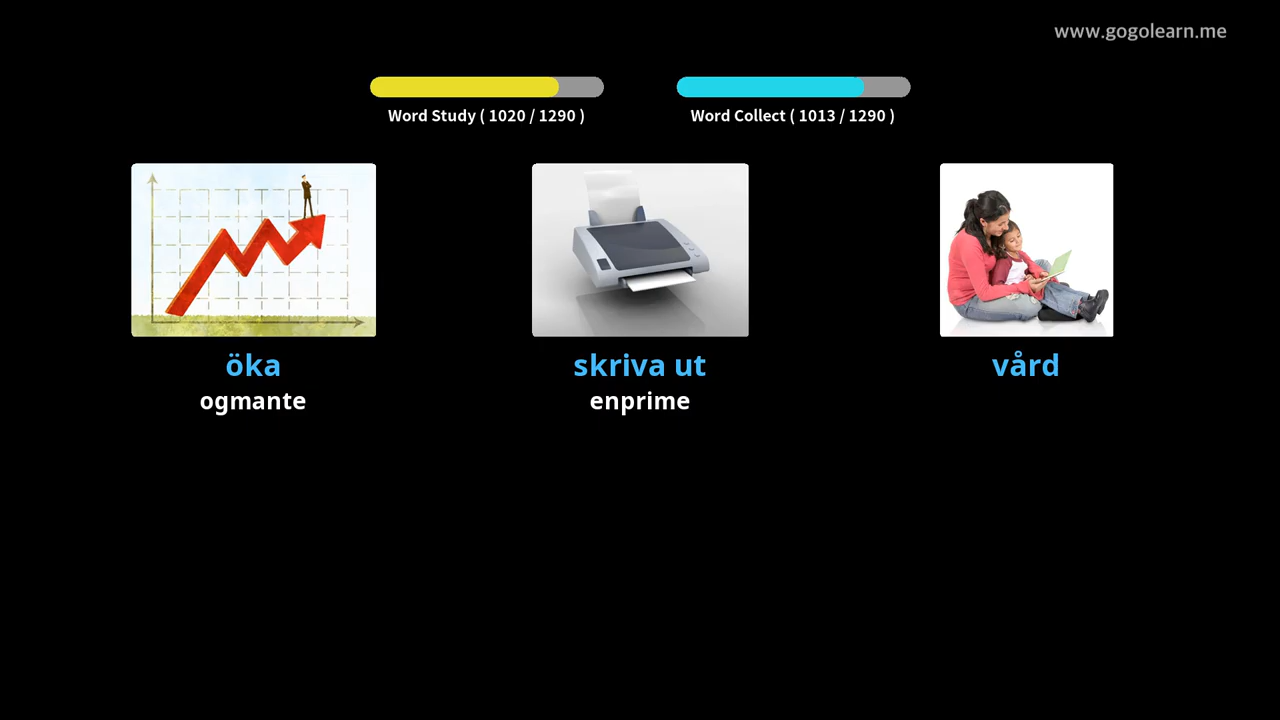 www.gogolearn.me
Word Study ( 1020 / 1290 )
Word Collect ( 1013 / 1290 )
öka
skriva ut
vård
ogmante
enprime